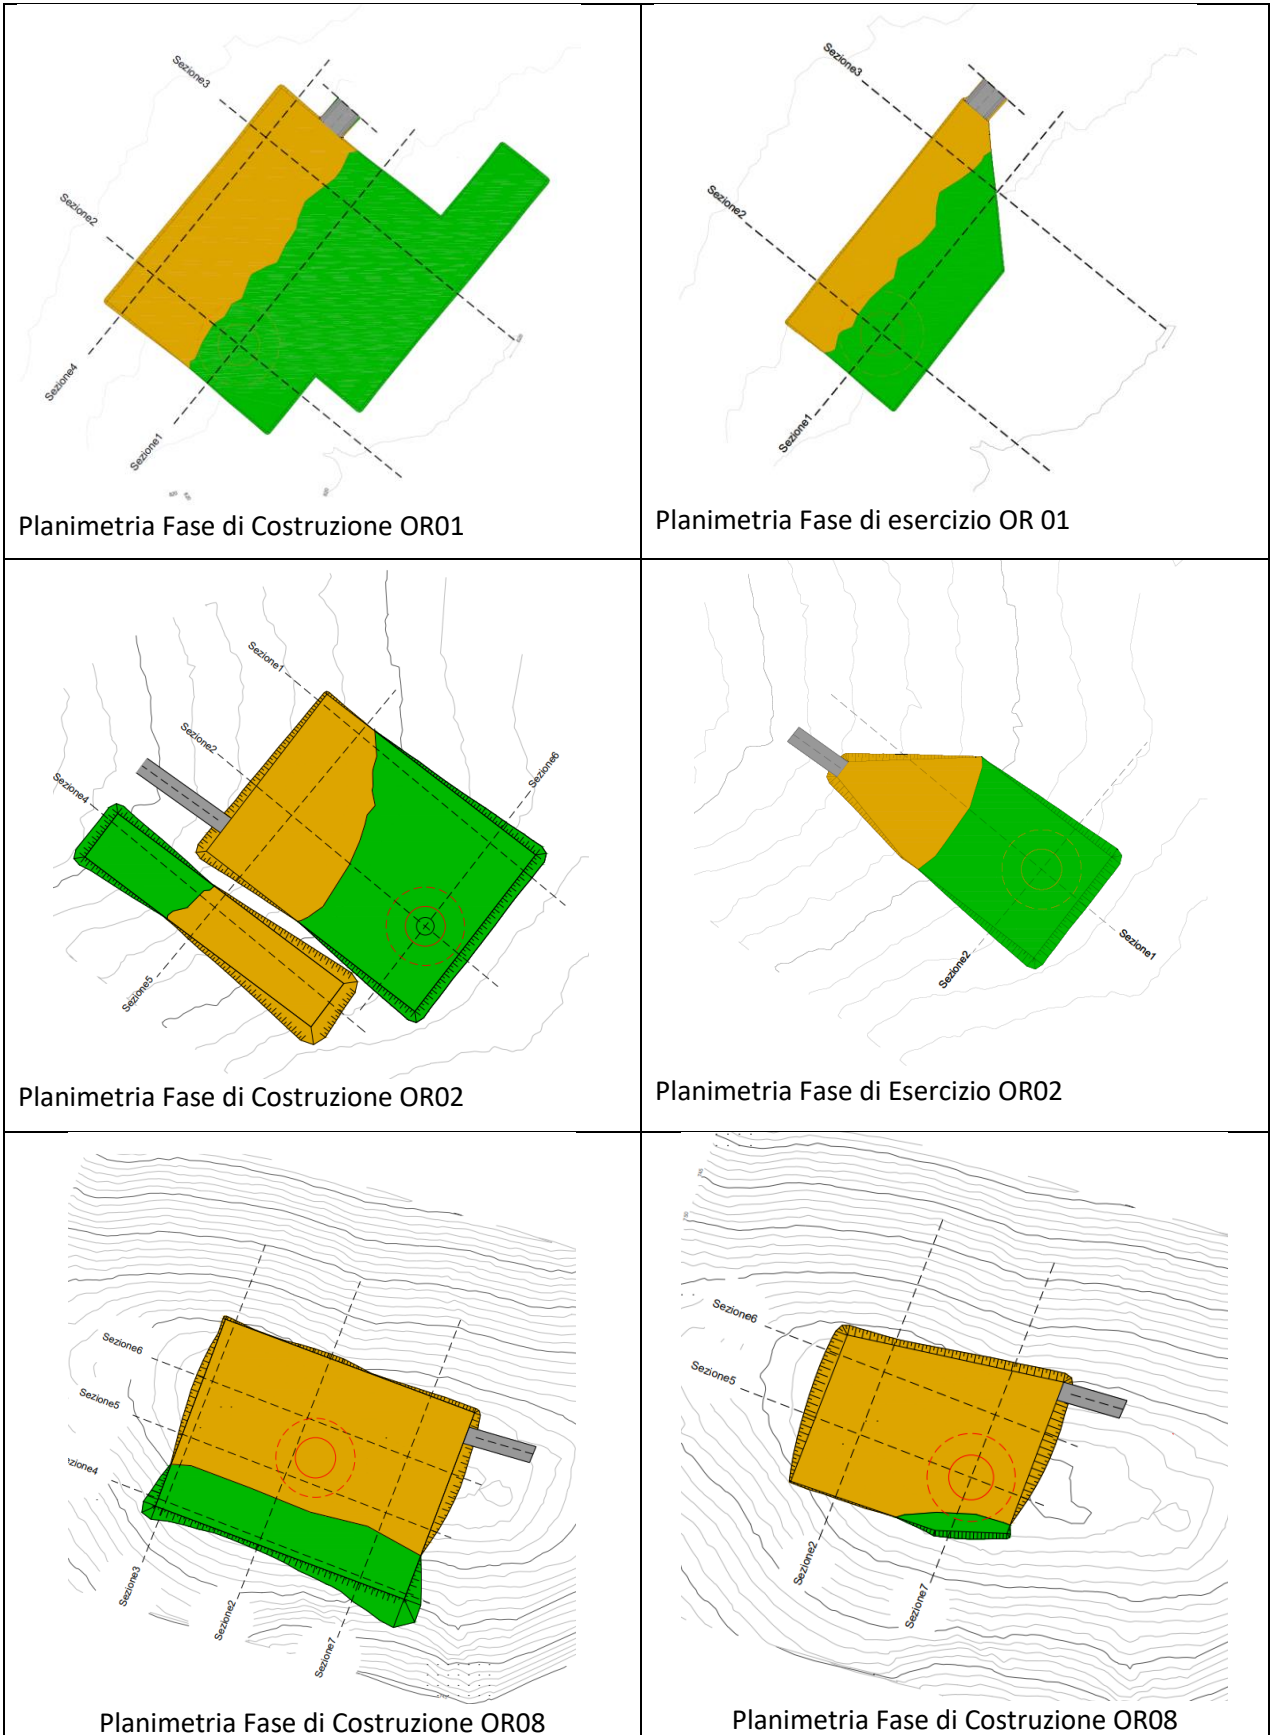 Sezione3
Sezione2
Sezione4
Sezione1
Planimetria Fase di Costruzione OR01
Sezione3
Sezione2
Sezione1
Planimetria Fase di esercizio OR 01
Sezione1
Sezione2
Sezione6
Sezione4
Sezione5
Planimetria Fase di Costruzione OR02
Sezione1
Sezione2
Planimetria Fase di Esercizio OR02
Sezione6
Sezione5
zione4
Sezione3
Sezione2
Sezione7
Planimetria Fase di Costruzione OR08
Sezione6
Sezione5
Sezione2
Sezione7
Planimetria Fase di Costruzione OR08